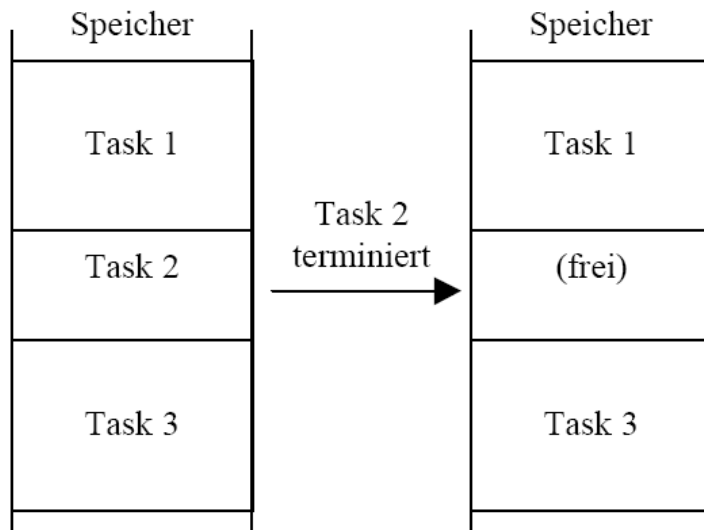 Speicher
Task 1
Task 2
Task 3
Task 2
terminiert
Speicher
Task 1
(frei)
Task 3